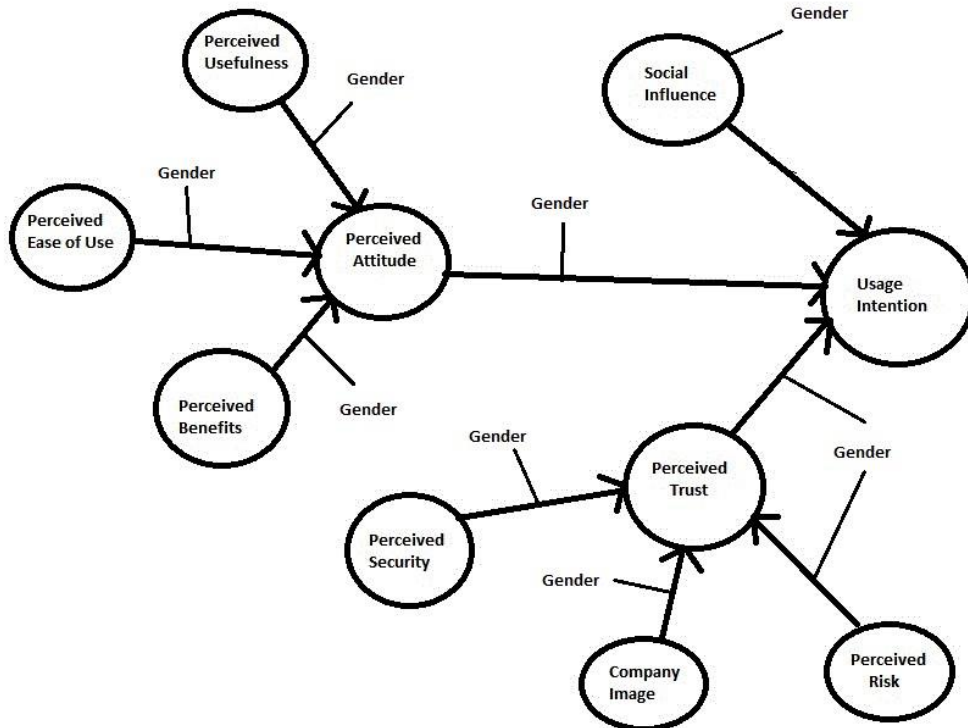 Gender
Perceived
Usefulness
Gender
Social
Influence
Gender
Perceived
Ease of Use
Gender
Perceived
Attitude
Usage
Intention
Perceived
Benefits
Gender
Gender
Perceived
Trust
Gender
Perceived
Security
Gender
Company
Image
Perceived
Risk